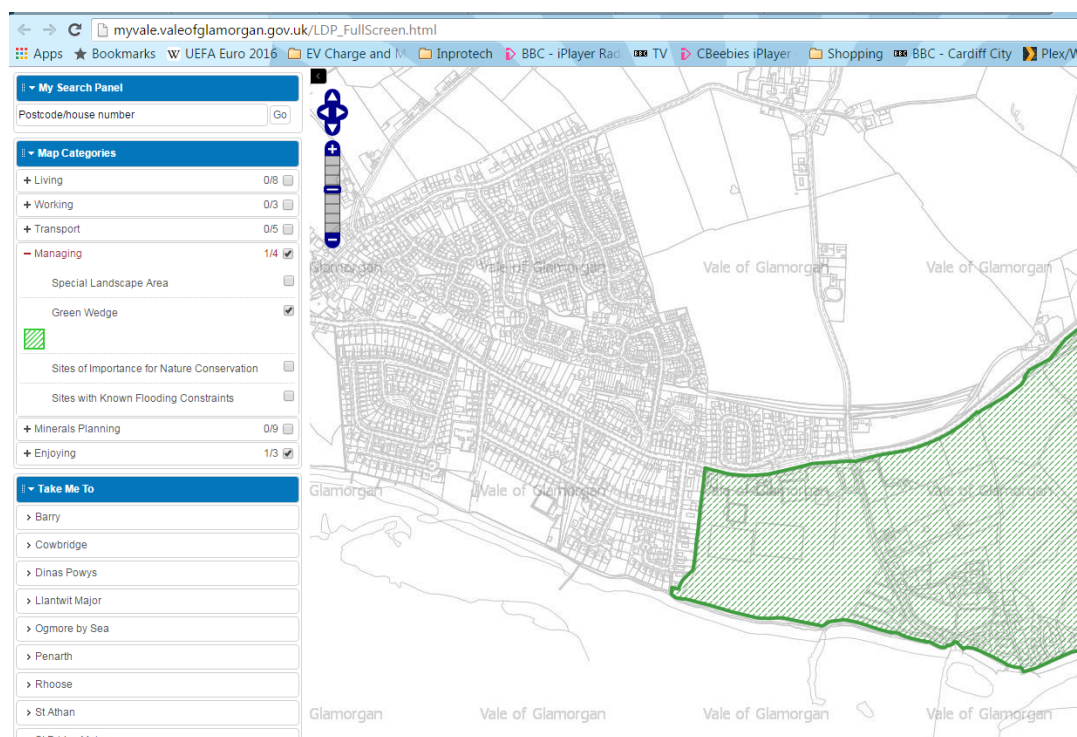 myvale.valeofglamorgan.gov.uk/LDP_FullScreen.html
Apps Bookmarks W UEFA Euro 2016 EV Charge and M Inprotech BBC - iPlayer Rad TV CBeebies iPlayer Shopping BBC - Cardiff City Plex/W
My Search Panel
Postcode/house number Go
Map Categories
+ Living 0/8
+ Working 0/3
+ Transport 0/5
− Managing 1/4
Special Landscape Area
Green Wedge
Sites of Importance for Nature Conservation
Sites with Known Flooding Constraints
+ Minerals Planning 0/9
+ Enjoying 1/3
Take Me To
> Barry
> Cowbridge
> Dinas Powys
> Llantwit Major
> Ogmore by Sea
> Penarth
> Rhoose
> St Athan
Glamorgan Vale of Glamorgan Vale of Glamorgan Vale of Glamorgan
Glamorgan Vale of Glamorgan Vale of Glamorgan Vale of Glamorgan
Glamorgan Vale of Glamorgan Vale of Glamorgan Vale of Glamorgan